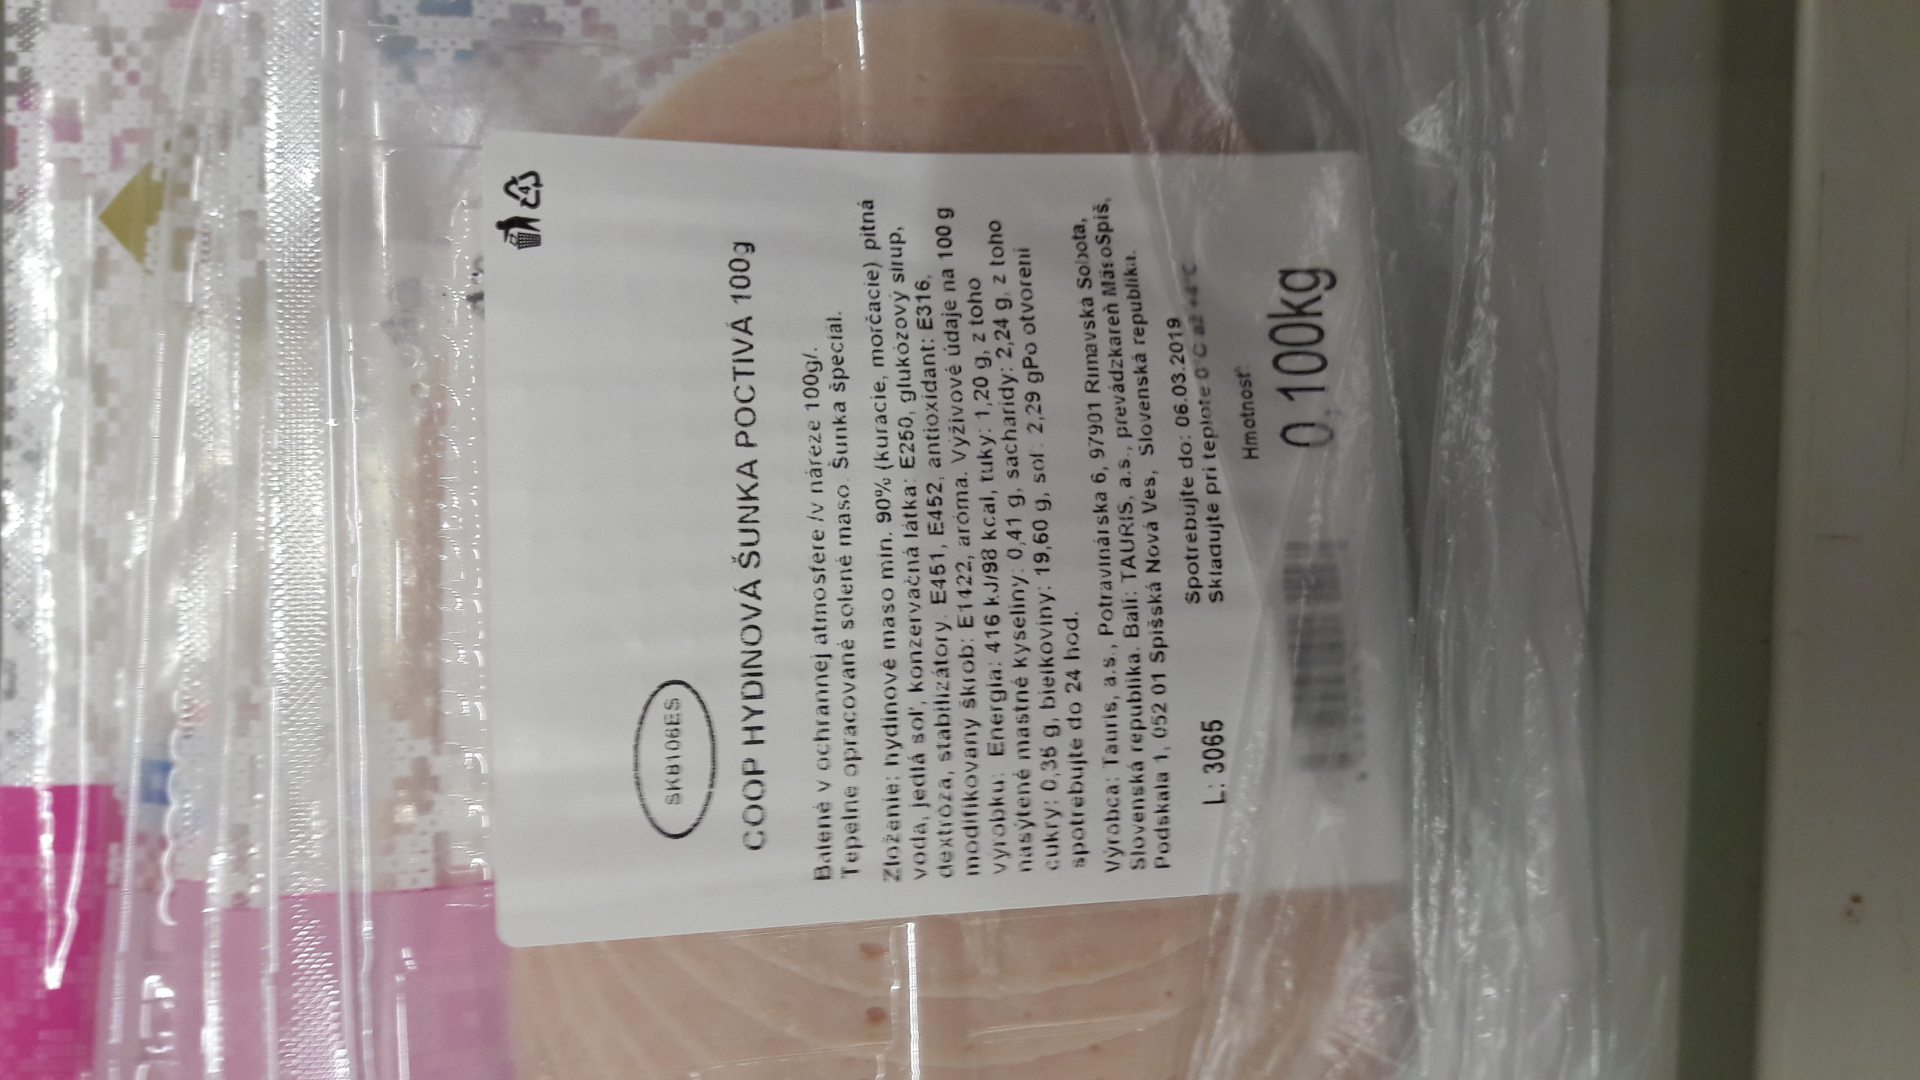 SK8106ES
COOP HYDINOVÁ ŠUNKA POCTIVÁ 100g
Balené v ochrannej atmosfére /v náreze 100g/.
Tepelne opracované solené mäso. Šunka špeciál.
Zloženie: hydinové mäso min. 90% (kuracie, morčacie) pitná
voda, jedlá soľ, konzervačná látka: E250, glukózový sirup,
dextróza, stabilizátory: E451, E452, antioxidant: E316,
modifikovaný škrob: E1422, aróma. Výživové údaje na 100 g
výrobku: Energia: 416 kJ/98 kcal, tuky: 1,20 g, z toho
nasýtené mastné kyseliny: 0,41 g, sacharidy: 2,24 g, z toho
cukry: 0,35 g, bielkoviny: 19,60 g, soľ: 2,29 gPo otvorení
spotrebujte do 24 hod.
Výrobca: Tauris, a.s., Potravinárska 6, 97901 Rimavská Sobota,
Slovenská republika. Balí: TAURIS, a.s., prevádzkareň MäsoSpiš,
Podskala 1, 052 01 Spišská Nová Ves, Slovenská republika.
Spotrebujte do: 06.03.2019
L: 3065 Skladujte pri teplote 0°C až +4°C
Hmotnosť:
0,100kg